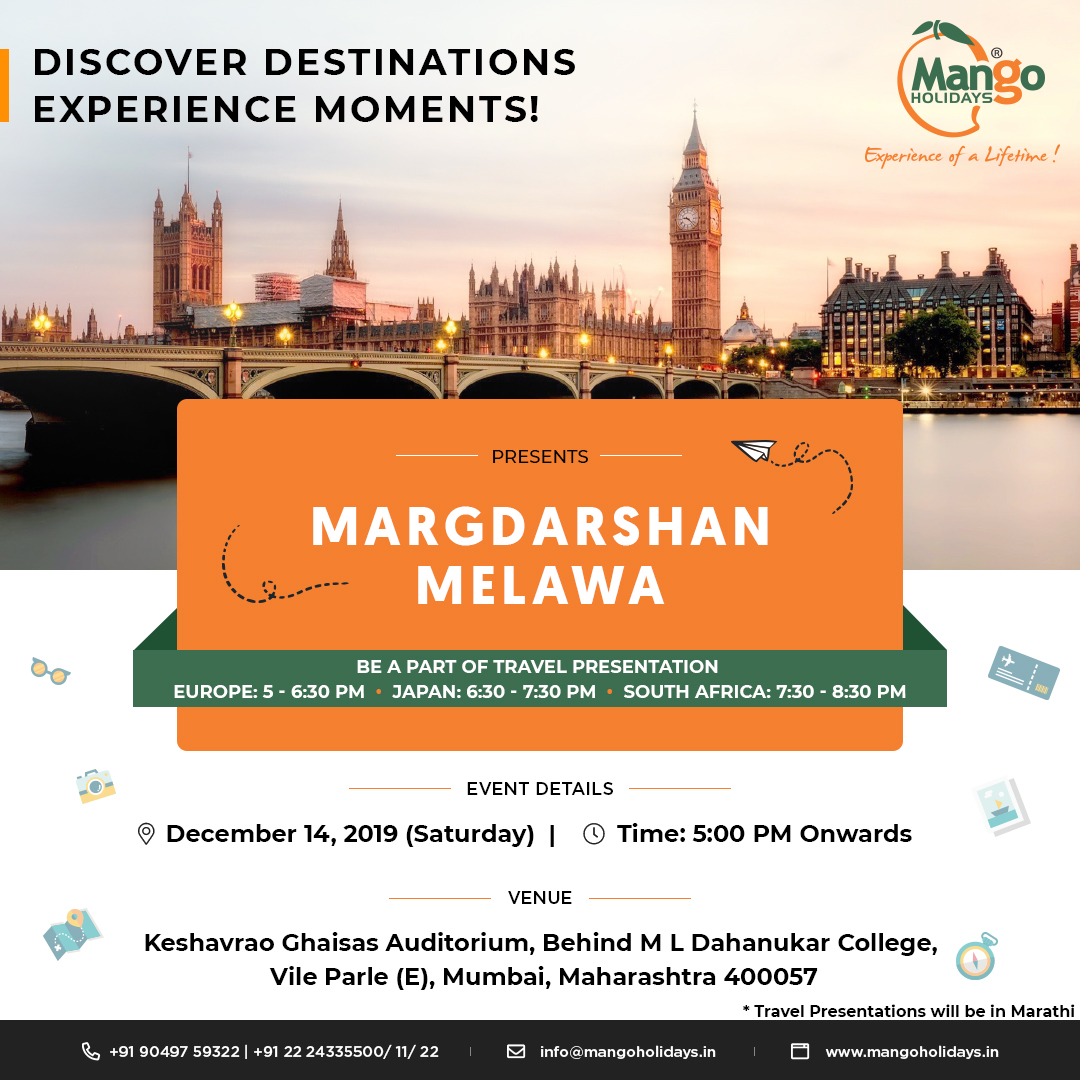 DISCOVER DESTINATIONS
EXPERIENCE MOMENTS!
Mango®
HOLIDAYS
Experience of a Lifetime!
PRESENTS
MARGDARSHAN
MELAWA
BE A PART OF TRAVEL PRESENTATION
EUROPE: 5 - 6:30 PM • JAPAN: 6:30 - 7:30 PM • SOUTH AFRICA: 7:30 - 8:30 PM
EVENT DETAILS
December 14, 2019 (Saturday) | Time: 5:00 PM Onwards
VENUE
Keshavrao Ghaisas Auditorium, Behind M L Dahanukar College,
Vile Parle (E), Mumbai, Maharashtra 400057
* Travel Presentations will be in Marathi
+91 90497 59322 | +91 22 24335500/ 11/ 22 | info@mangoholidays.in | www.mangoholidays.in